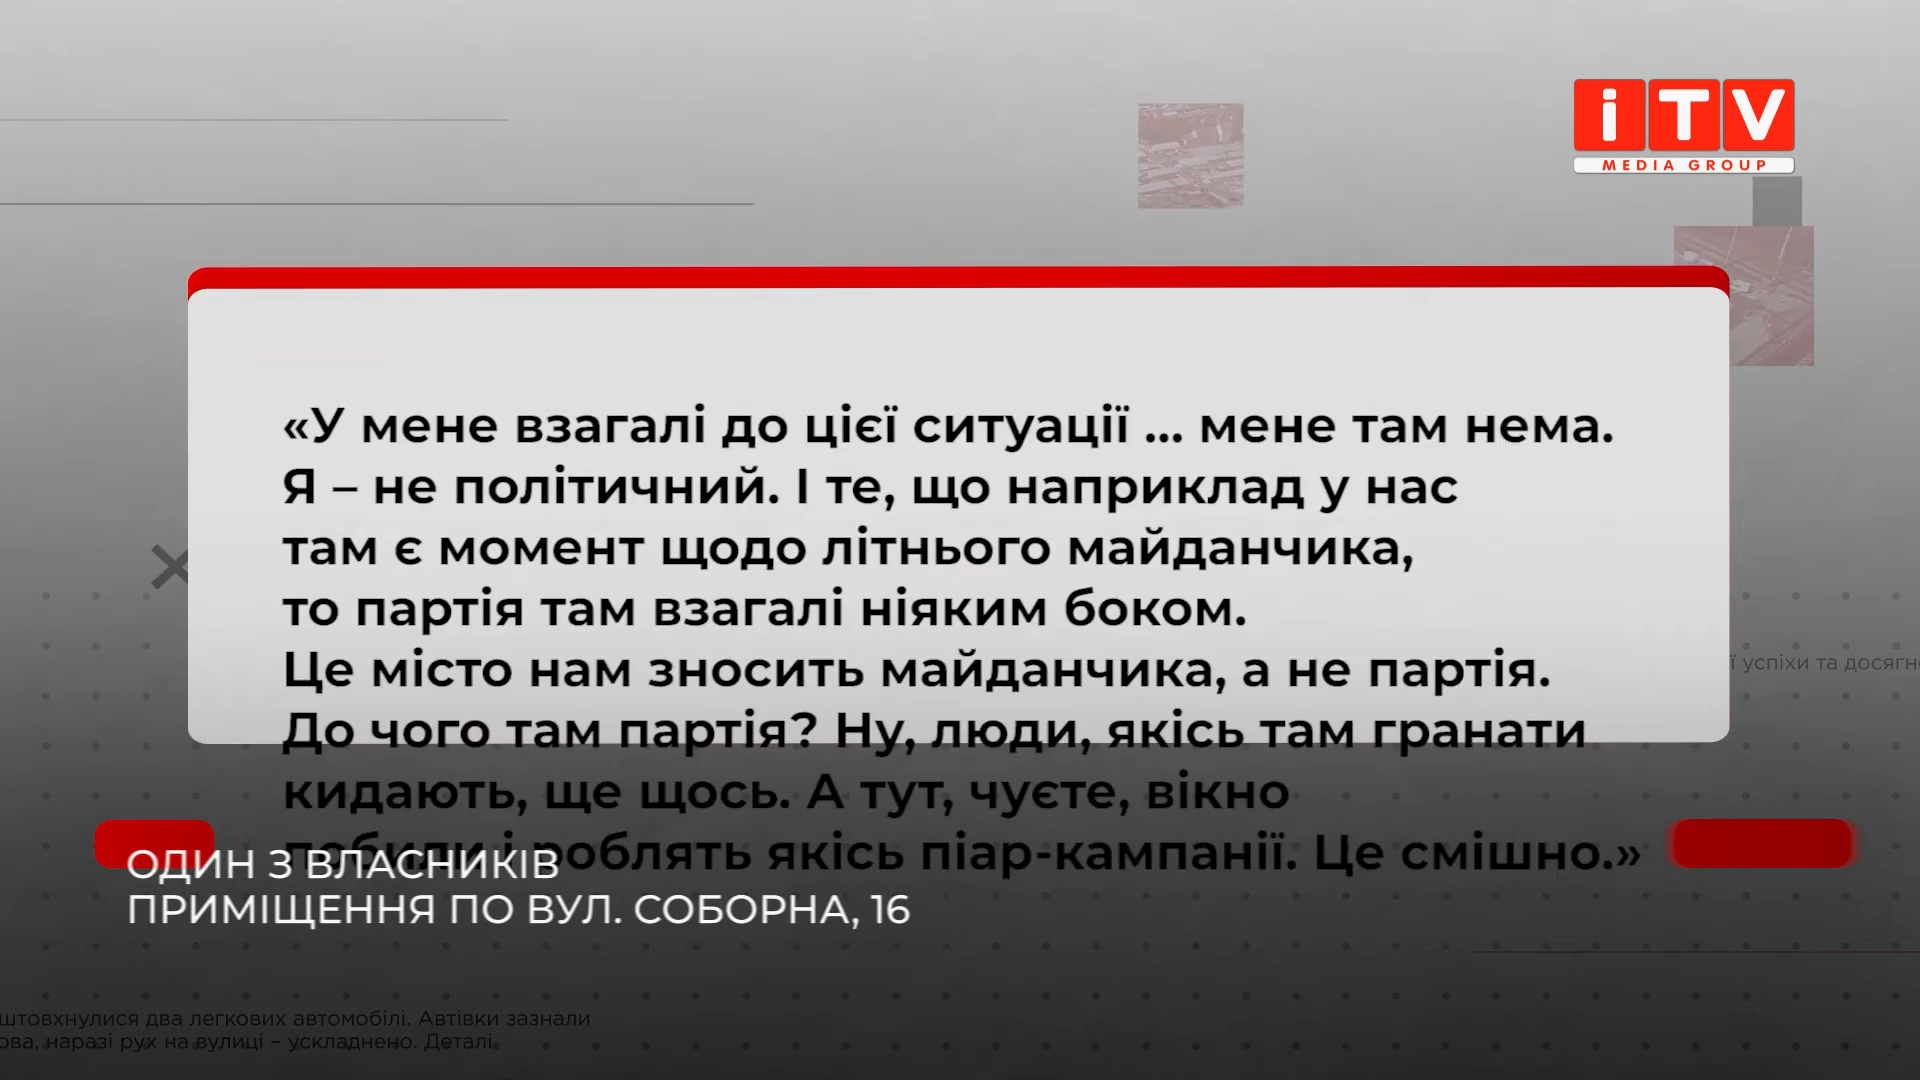 iTV
MEDIA GROUP
«У мене взагалі до цієї ситуації ... мене там нема.
Я – не політичний. І те, що наприклад у нас
там є момент щодо літнього майданчика,
то партія там взагалі ніяким боком.
Це місто нам зносить майданчика, а не партія.
До чого там партія? Ну, люди, якісь там гранати
кидають, ще щось. А тут, чуєте, вікно
побили і роблять якісь піар-кампанії. Це смішно.»
ї успіхи та
ОДИН З ВЛАСНИКІВ
ПРИМІЩЕННЯ ПО ВУЛ. СОБОРНА, 16
два легкових автомобілі. Автівки зазнали
наразі рух на вулиці – ускладнено. Деталі